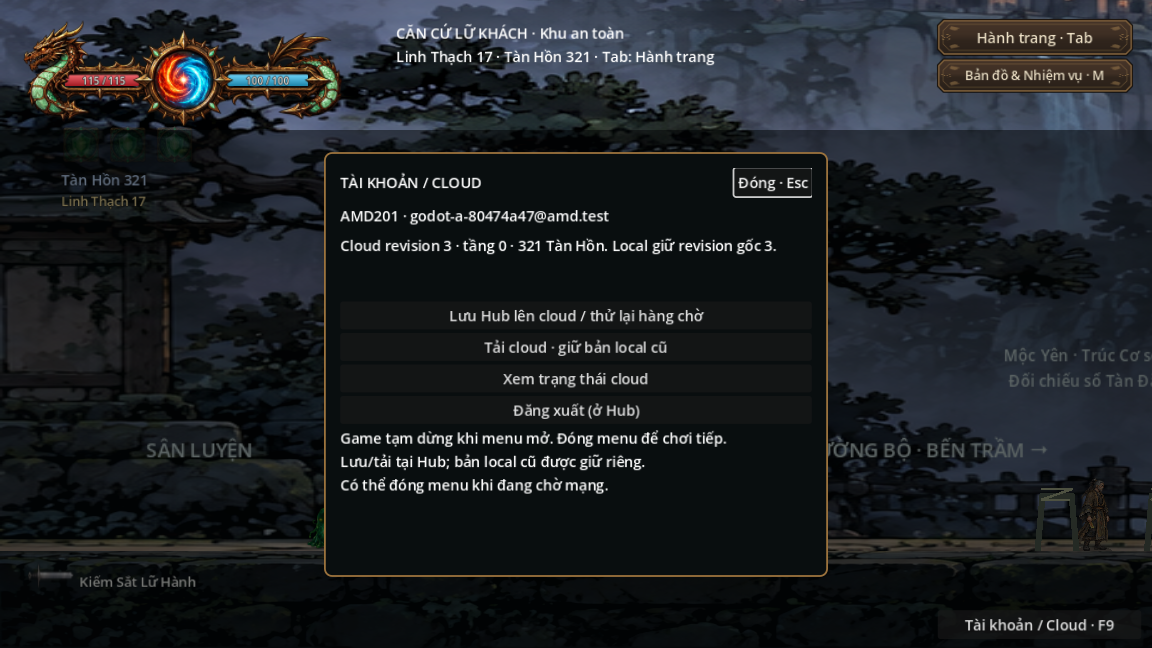 CĂN CỨ LỮ KHÁCH · Khu an toàn
Linh Thạch 17 · Tàn Hồn 321 · Tab: Hành trang
Hành trang · Tab
Bản đồ & Nhiệm vụ · M
115 / 115
100 / 100
Tàn Hồn 321
Linh Thạch 17
TÀI KHOẢN / CLOUD
Đóng · Esc
AMD201 · godot-a-80474a47@amd.test
Cloud revision 3 · tầng 0 · 321 Tàn Hồn. Local giữ revision gốc 3.
Lưu Hub lên cloud / thử lại hàng chờ
Tải cloud · giữ bản local cũ
Xem trạng thái cloud
Đăng xuất (ở Hub)
Game tạm dừng khi menu mở. Đóng menu để chơi tiếp.
Lưu/tải tại Hub; bản local cũ được giữ riêng.
Có thể đóng menu khi đang chờ mạng.
Mộc Yên · Trúc Cơ
Đối chiếu số Tàn
SÂN LUYỆN
BỘ · BẾN TRẦM →
Kiếm Sắt Lữ Hành
Tài khoản / Cloud · F9